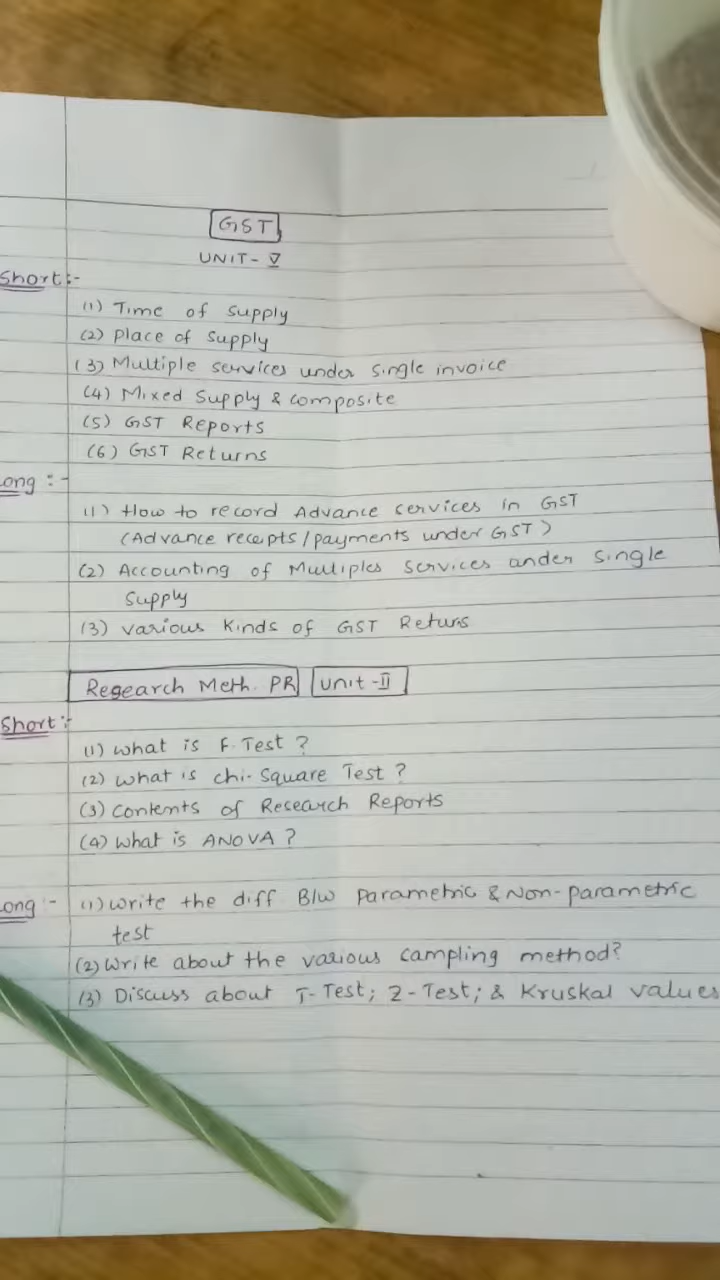 GST
UNIT- V
Short:-
(1) Time of Supply
(2) Place of Supply
(3) Multiple services under Single invoice
(4) Mixed Supply & composite
(5) GST Reports
(6) GST Returns
ong :-
(1) How to record Advance services in GST
(Advance receipts/payments under GST)
(2) Accounting of Multiples Services under Single
Supply
(3) various Kinds of GST Returns
Research Meth. PR Unit-II
Short:-
(1) What is F. Test ?
(2) What is chi-Square Test ?
(3) Contents of Research Reports
(4) What is ANOVA ?
ong :- (1) Write the diff B/w Parametric & Non-parametric
test
(2) Write about the various campling method?
(3) Discuss about T-Test; Z-Test; & Kruskal values